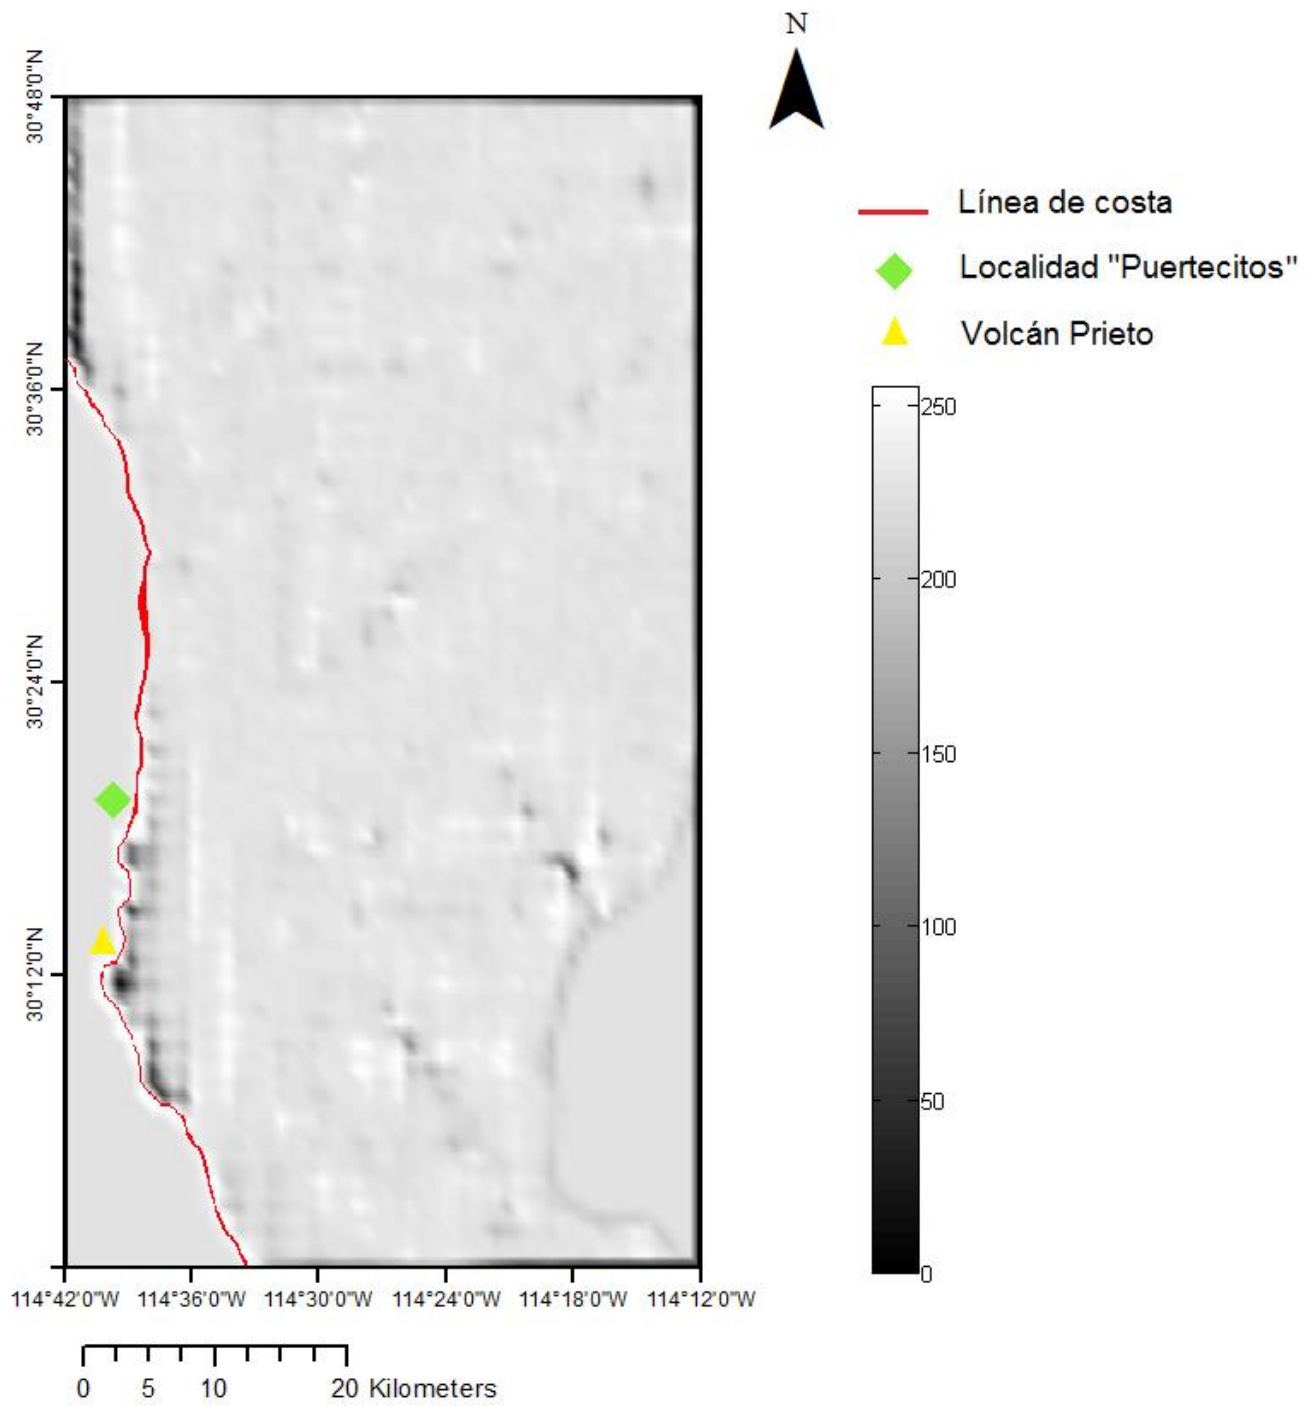 N
30°48'0"N
30°36'0"N
30°24'0"N
30°12'0"N
114°42'0"W 114°36'0"W 114°30'0"W 114°24'0"W 114°18'0"W 114°12'0"W
0 5 10 20 Kilometers
Línea de costa
Localidad "Puertecitos"
Volcán Prieto
250
200
150
100
50
0